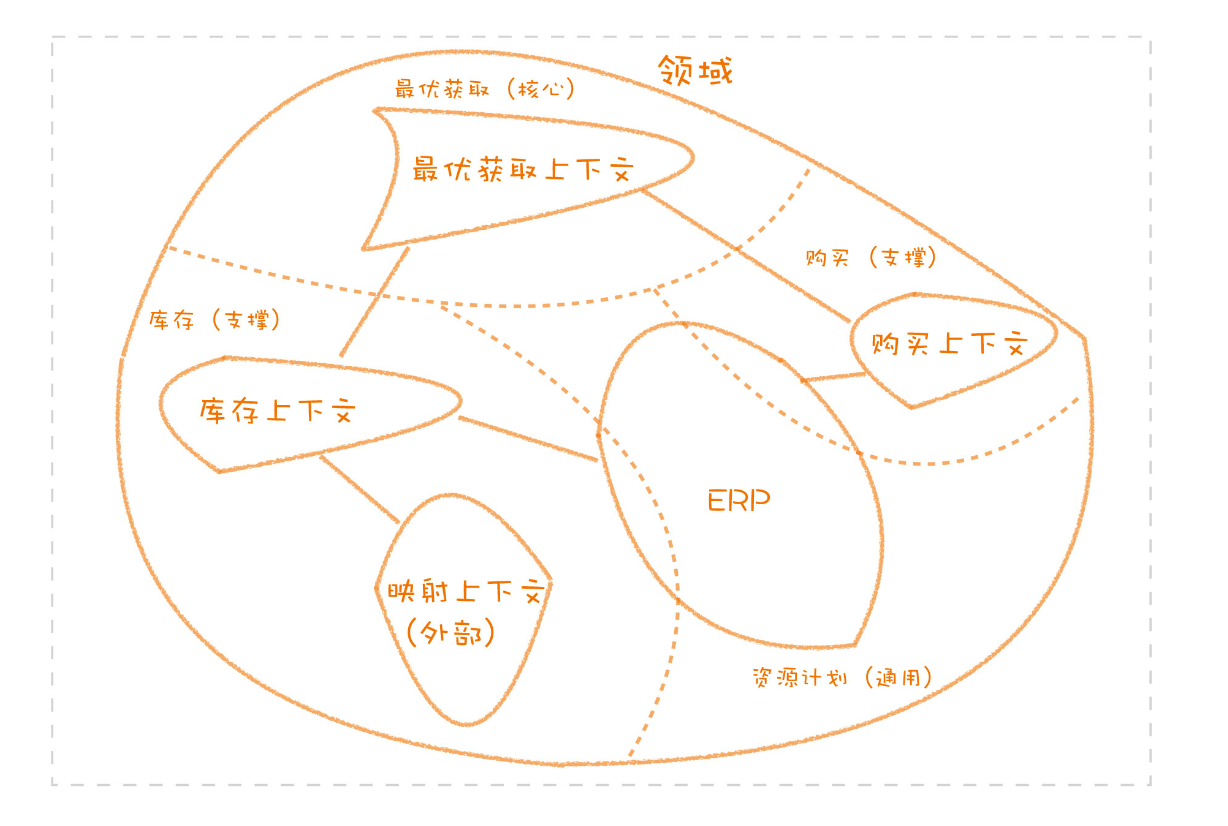 领域
最优获取（核心）
最优获取上下文
购买（支撑）
库存（支撑）
购买上下文
库存上下文
ERP
映射上下文
（外部）
资源计划（通用）